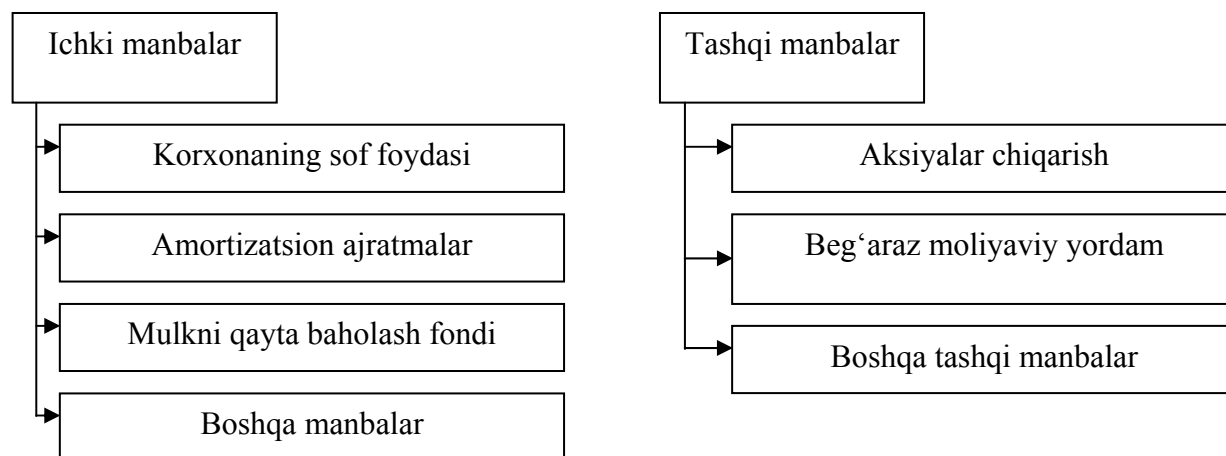 Ichki manbalar
Korxonaning sof foydasi
Amortizatsion ajratmalar
Mulkni qayta baholash fondi
Boshqa manbalar
Tashqi manbalar
Aksiyalar chiqarish
Beg‘araz moliyaviy yordam
Boshqa tashqi manbalar